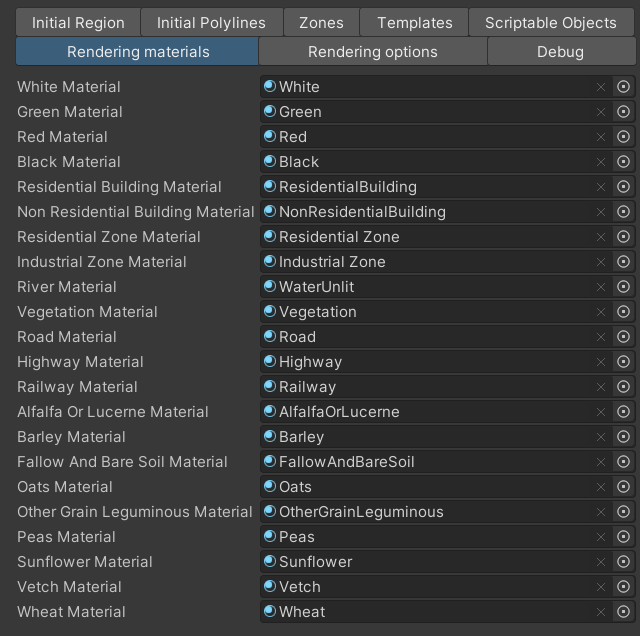 Initial Region Initial Polylines Zones Templates Scriptable Objects
Rendering materials Rendering options Debug
White Material White
Green Material Green
Red Material Red
Black Material Black
Residential Building Material ResidentialBuilding
Non Residential Building Material NonResidentialBuilding
Residential Zone Material Residential Zone
Industrial Zone Material Industrial Zone
River Material WaterUnlit
Vegetation Material Vegetation
Road Material Road
Highway Material Highway
Railway Material Railway
Alfalfa Or Lucerne Material AlfalfaOrLucerne
Barley Material Barley
Fallow And Bare Soil Material FallowAndBareSoil
Oats Material Oats
Other Grain Leguminous Material OtherGrainLeguminous
Peas Material Peas
Sunflower Material Sunflower
Vetch Material Vetch
Wheat Material Wheat